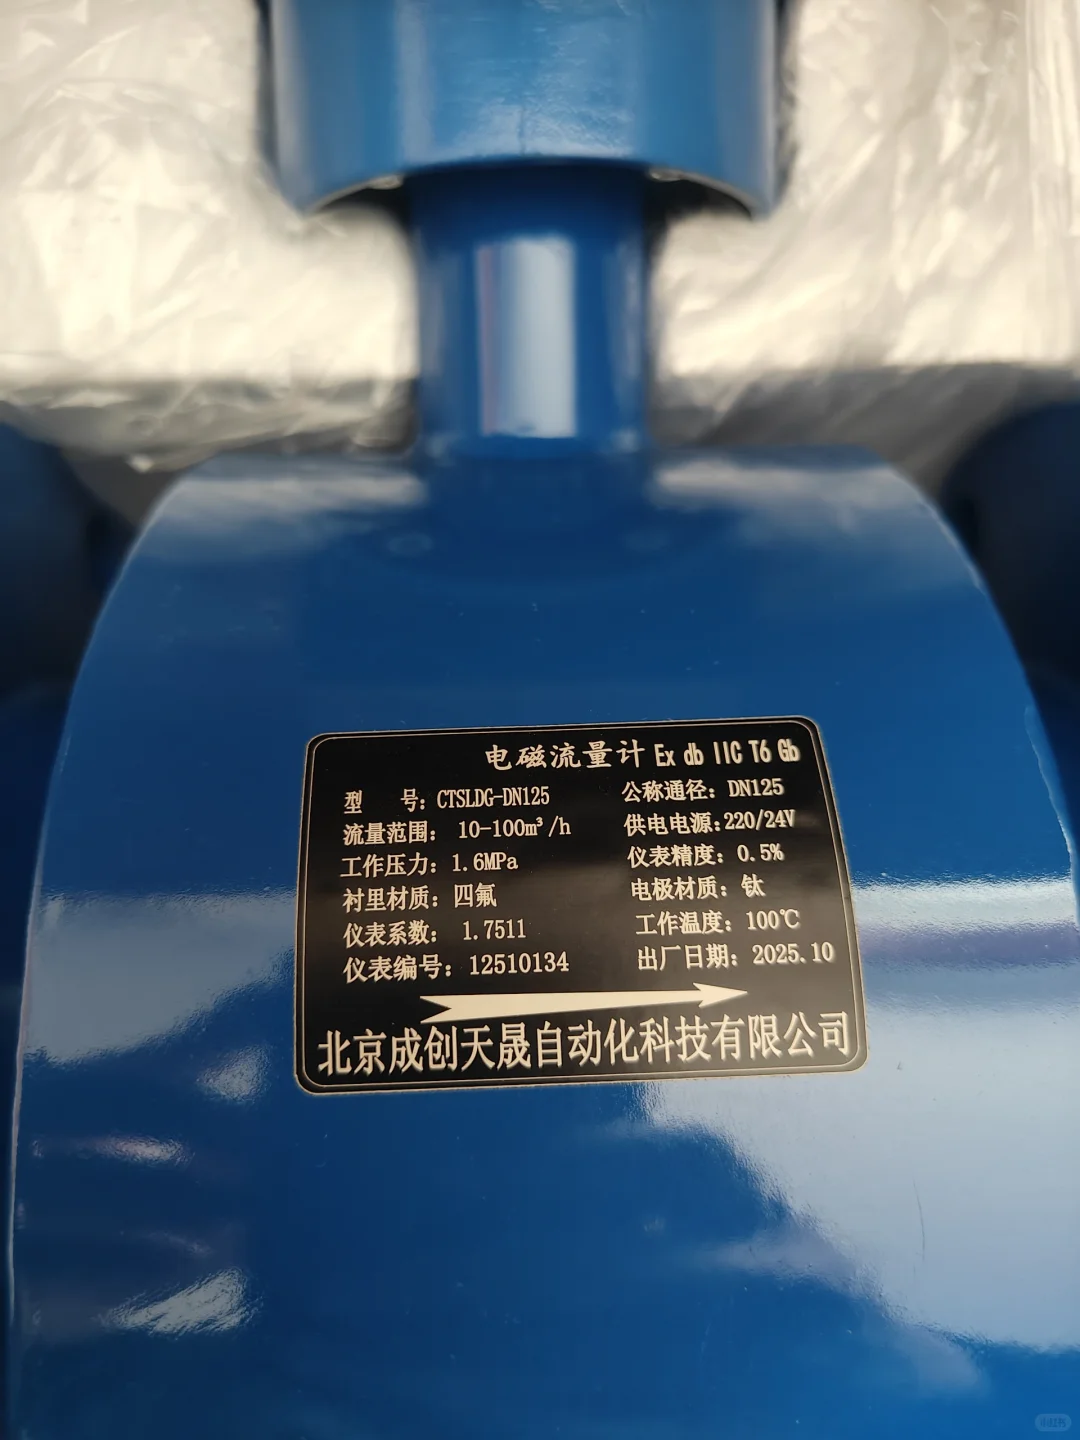 电磁流量计 Ex db IIC T6 Gb
型 号：CTSLDG-DN125 公称通径：DN125
流量范围： 10-100m³/h 供电电源:220/24V
工作压力：1.6MPa 仪表精度：0.5%
衬里材质：四氟 电极材质：钛
仪表系数： 1.7511 工作温度：100℃
仪表编号：12510134 出厂日期：2025.10
北京成创天晟自动化科技有限公司
小红书